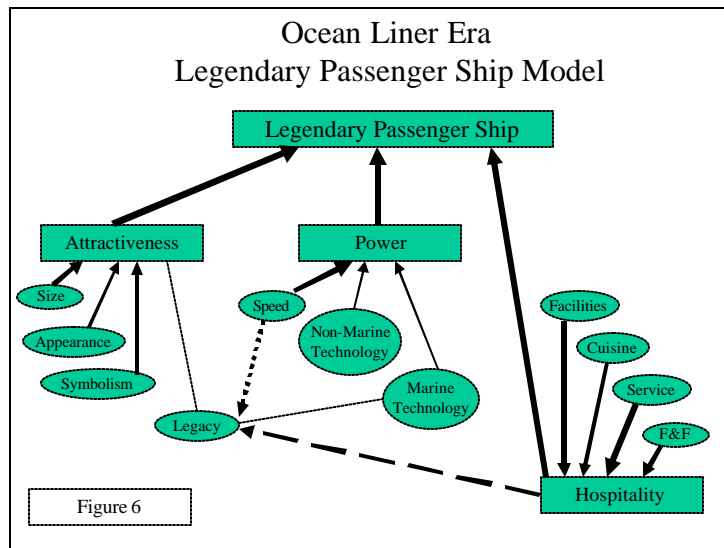 Ocean Liner Era
Legendary Passenger Ship Model
Legendary Passenger Ship
Attractiveness
Power
Size
Speed
Facilities
Appearance
Non-Marine
Technology
Cuisine
Symbolism
Marine
Technology
Service
Legacy
F&F
Hospitality
Figure 6